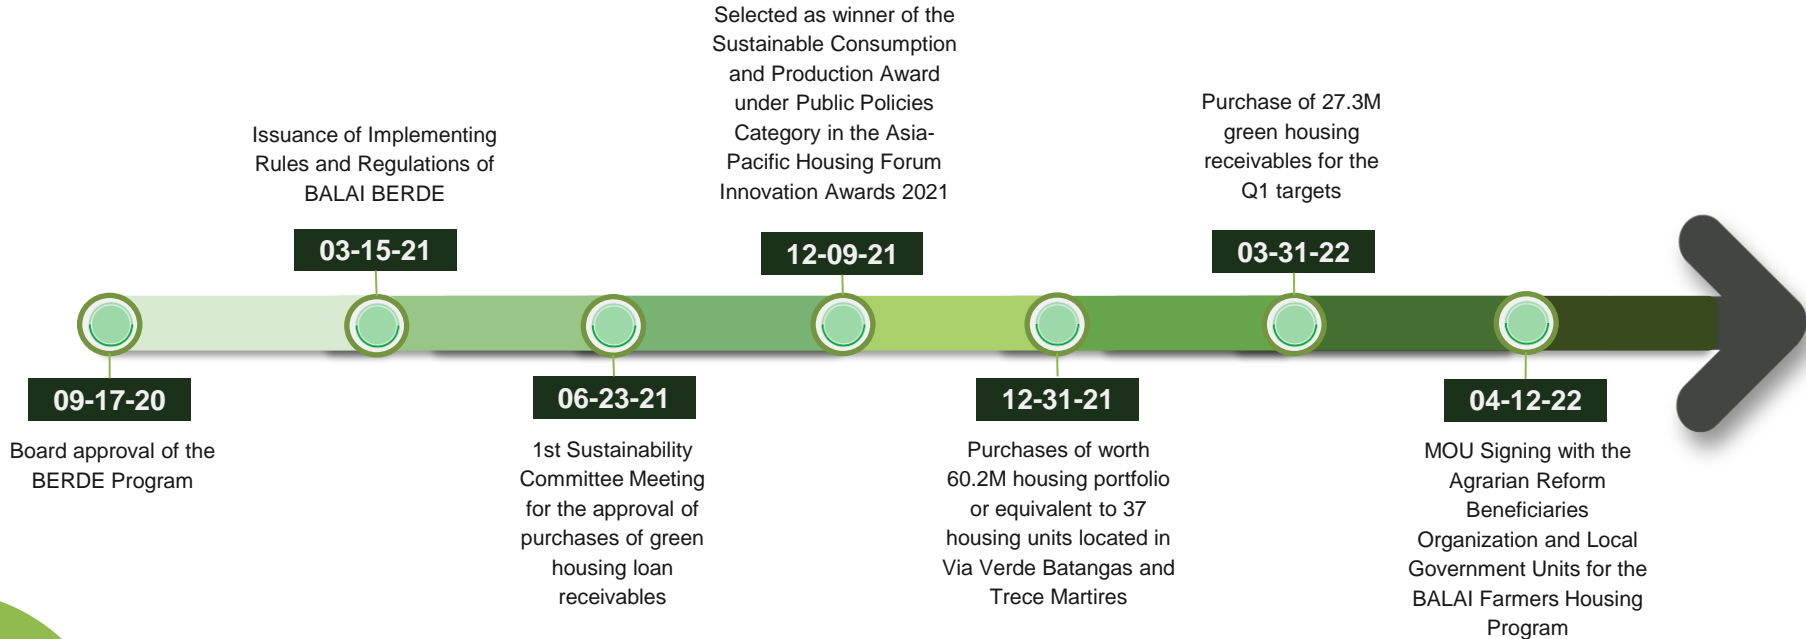 09-17-20
Board approval of the
BERDE Program
Issuance of Implementing
Rules and Regulations of
BALAI BERDE
03-15-21
06-23-21
1st Sustainability
Committee Meeting
for the approval of
purchases of green
housing loan
receivables
Selected as winner of the
Sustainable Consumption
and Production Award
under Public Policies
Category in the Asia-
Pacific Housing Forum
Innovation Awards 2021
12-09-21
12-31-21
Purchases of worth
60.2M housing portfolio
or equivalent to 37
housing units located in
Via Verde Batangas and
Trece Martires
Purchase of 27.3M
green housing
receivables for the
Q1 targets
03-31-22
04-12-22
MOU Signing with the
Agrarian Reform
Beneficiaries
Organization and Local
Government Units for the
BALAI Farmers Housing
Program